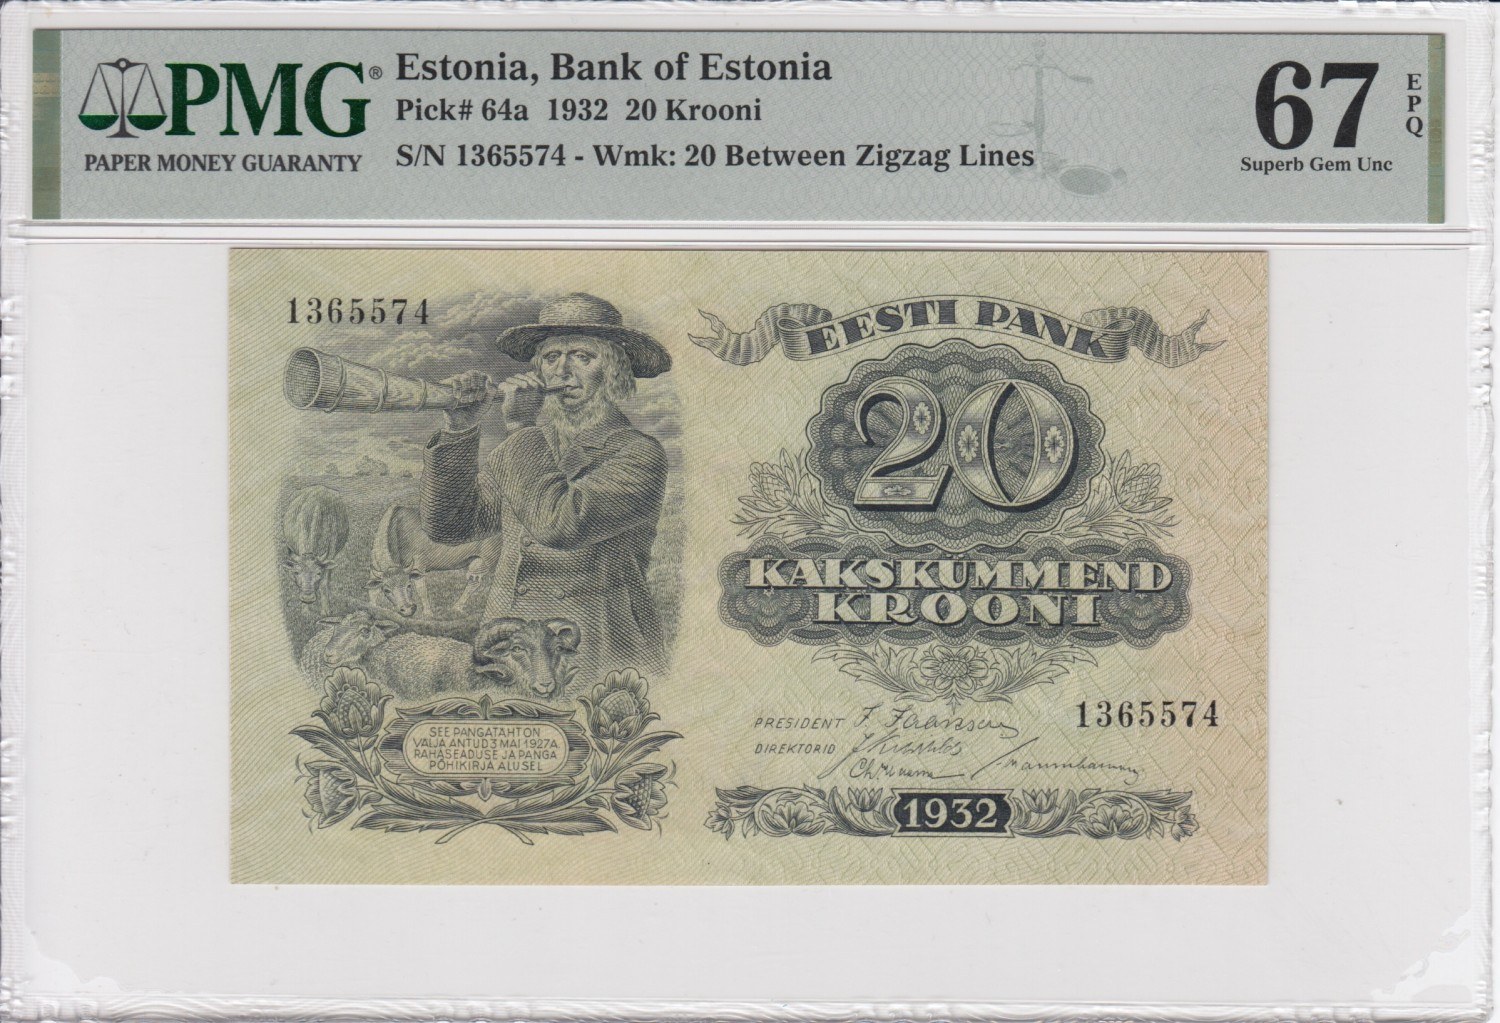 PMG®
PAPER MONEY GUARANTY
Estonia, Bank of Estonia
Pick# 64a 1932 20 Krooni
S/N 1365574 - Wmk: 20 Between Zigzag Lines
67 EPQ
Superb Gem Unc
1365574
EESTI PANK
20
KAKSKÜMMEND
KROONI
SEE PANGATÄHT ON
VÄLJA ANTUD 3 MAI 1927 A.
RAHASEADUSE JA PANGA
PÕHIKIRJA ALUSEL
PRESIDENT
DIREKTORID
1365574
1932